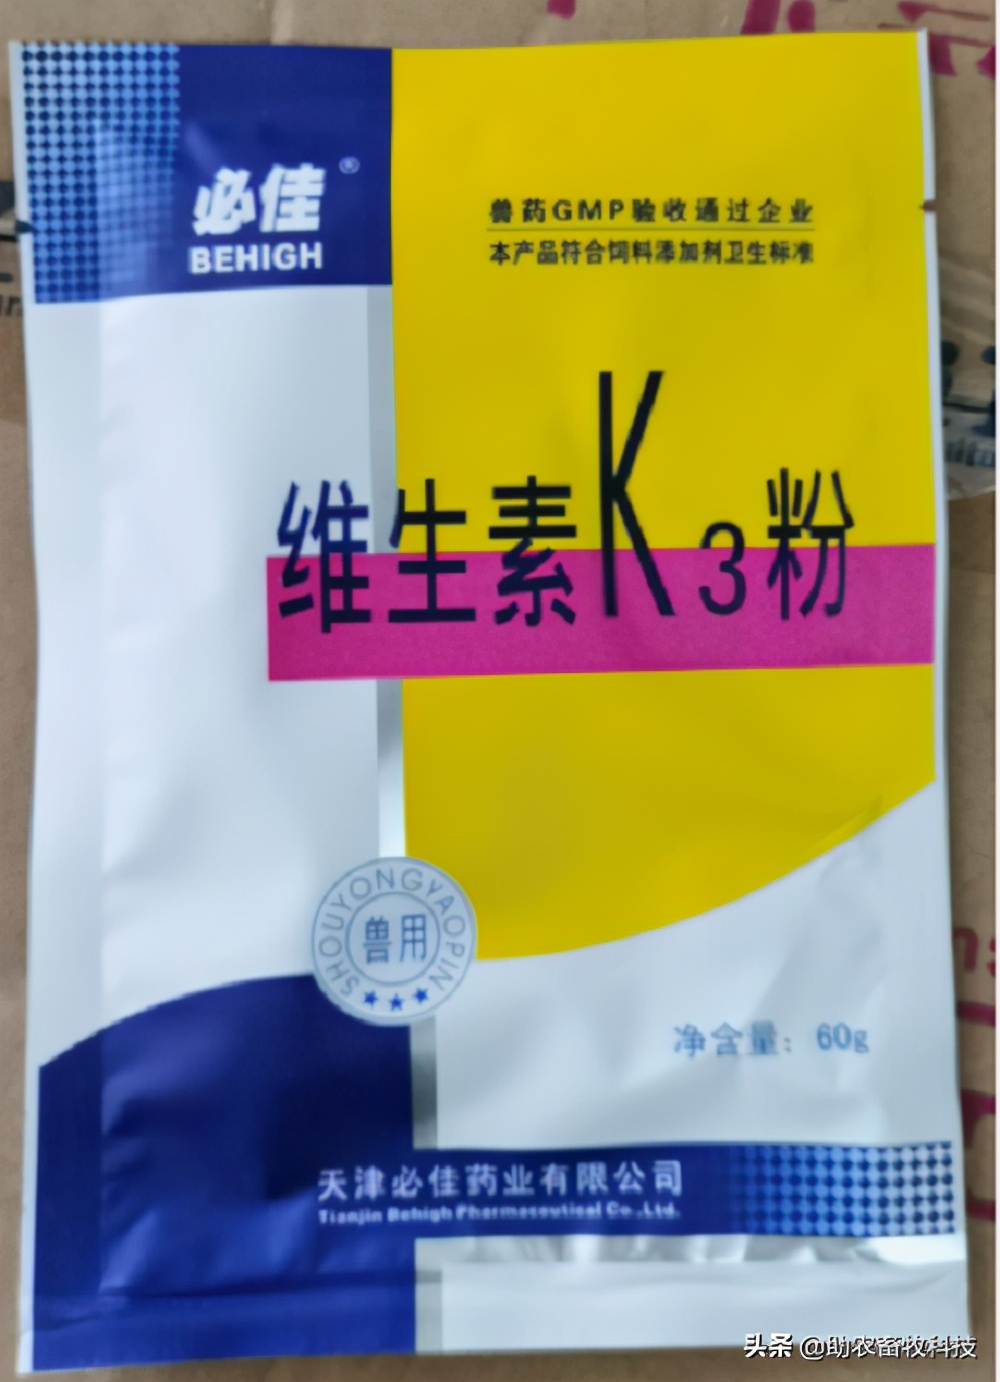 必佳®
BEHIGH
兽药GMP验收通过企业
本产品符合饲料添加剂卫生标准
维生素K3粉
SHOUYONGYAOPIN
兽用
净含量：60g
天津必佳药业有限公司
Tianjin Behigh Pharmaceutical Co.,Ltd.
头条 @助农畜牧科技